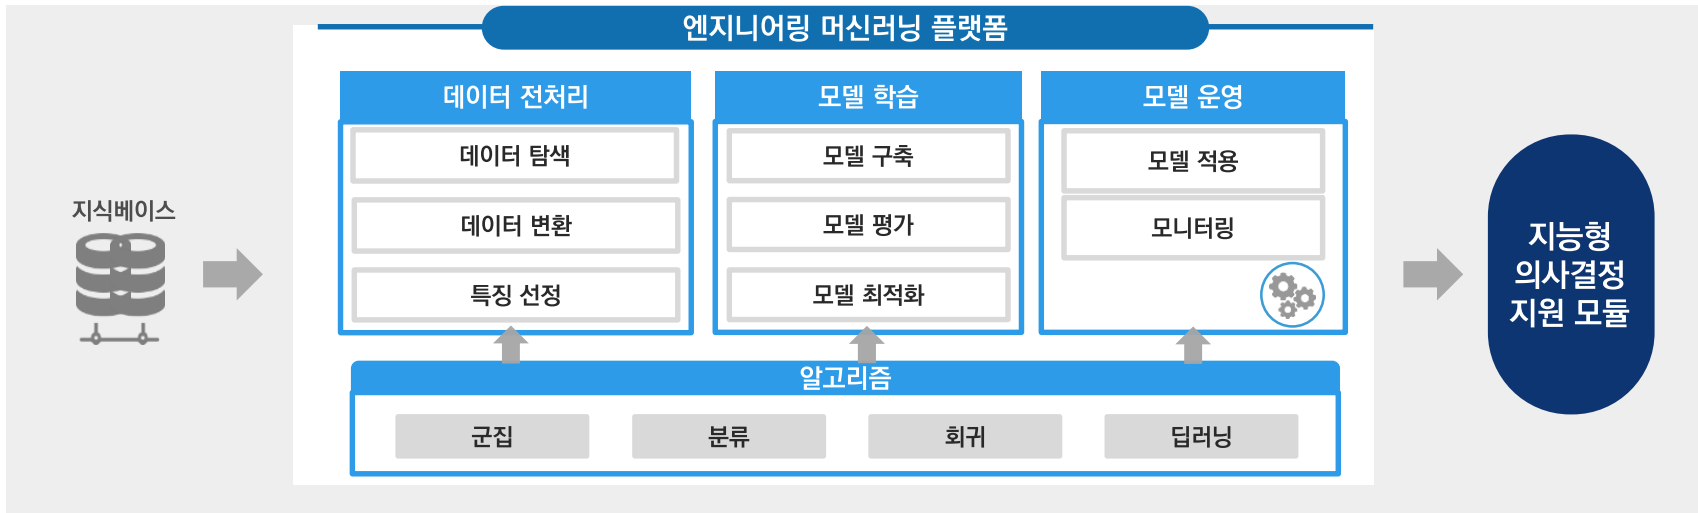 엔지니어링 머신러닝 플랫폼
지식베이스
데이터 전처리
데이터 탐색
데이터 변환
특징 선정
모델 학습
모델 구축
모델 평가
모델 최적화
모델 운영
모델 적용
모니터링
알고리즘
군집
분류
회귀
딥러닝
지능형
의사결정
지원 모듈